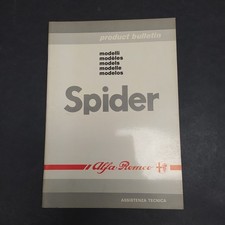 product bulletin
modelli
modèles
models
modelle
modelos
Spider
Alfa-Romeo
ASSISTENZA TECNICA